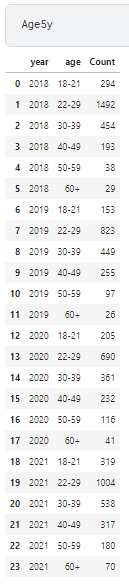 Age5y
year age Count
0 2018 18-21 294
1 2018 22-29 1492
2 2018 30-39 454
3 2018 40-49 193
4 2018 50-59 38
5 2018 60+ 29
6 2019 18-21 153
7 2019 22-29 823
8 2019 30-39 449
9 2019 40-49 255
10 2019 50-59 97
11 2019 60+ 26
12 2020 18-21 205
13 2020 22-29 690
14 2020 30-39 361
15 2020 40-49 232
16 2020 50-59 116
17 2020 60+ 41
18 2021 18-21 319
19 2021 22-29 1004
20 2021 30-39 538
21 2021 40-49 317
22 2021 50-59 180
23 2021 60+ 70